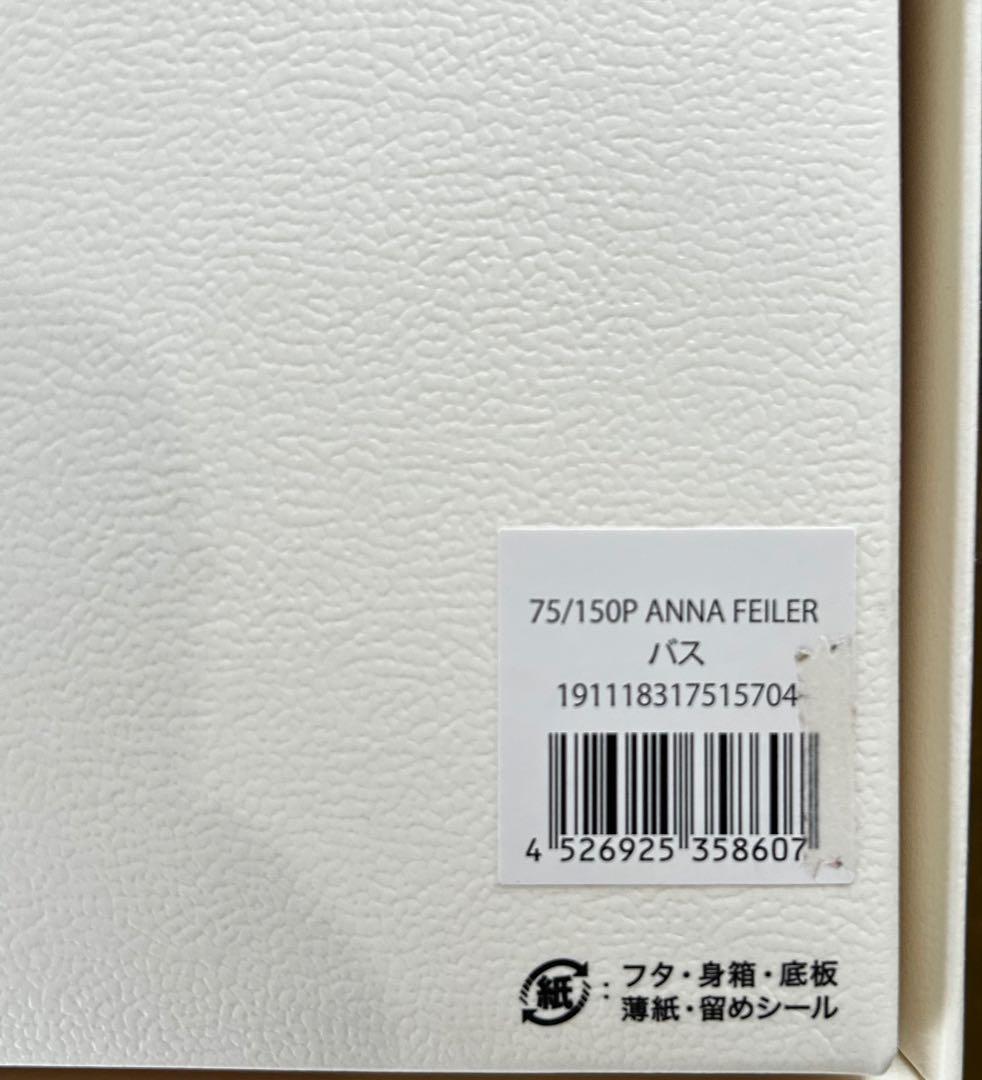 75/150P ANNA FEILER
バス
191118317515704
4 526925 358607
紙 : フタ・身箱・底板
薄紙・留めシール